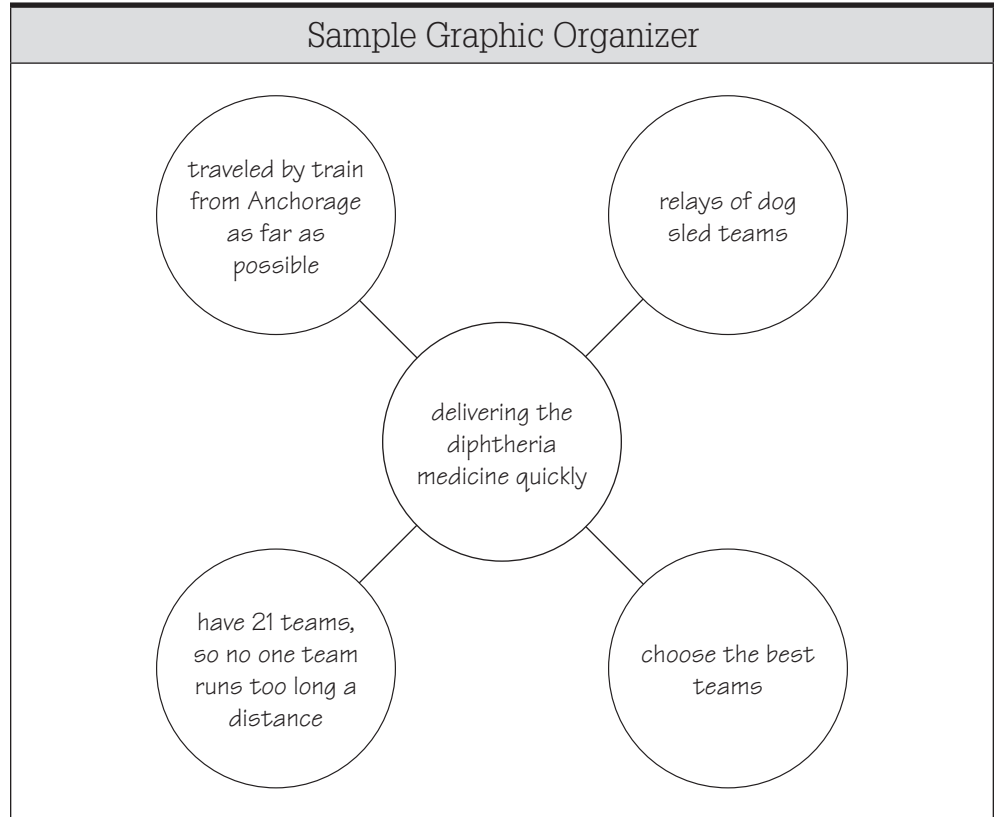 Sample Graphic Organizer
traveled by train
from Anchorage
as far as
possible
relays of dog
sled teams
delivering the
diphtheria
medicine quickly
have 21 teams,
so no one team
runs too long a
distance
choose the best
teams